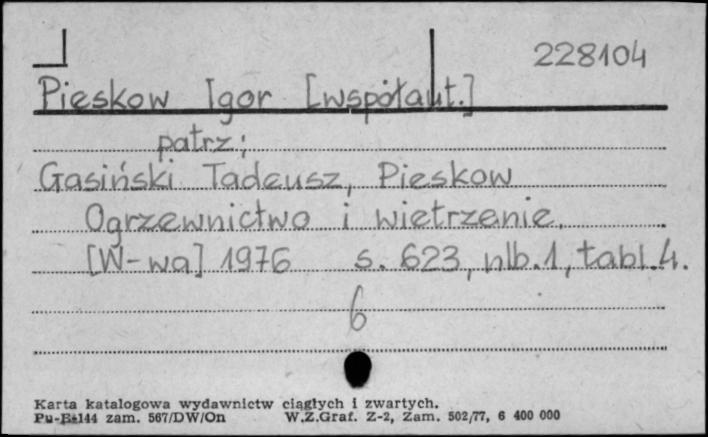 228104
Pieskow Igor [współaut.]
patrz:
Gasiński Tadeusz, Pieskow
Ogrzewnictwo i wietrzenie.
[W-wa] 1976 s. 623, nlb. 1, tabl. 4.
6
Karta katalogowa wydawnictw ciągłych i zwartych.
Pu-B-144 zam. 567/DW/On W.Z.Graf. Z-2, Zam. 502/77, 6 400 000